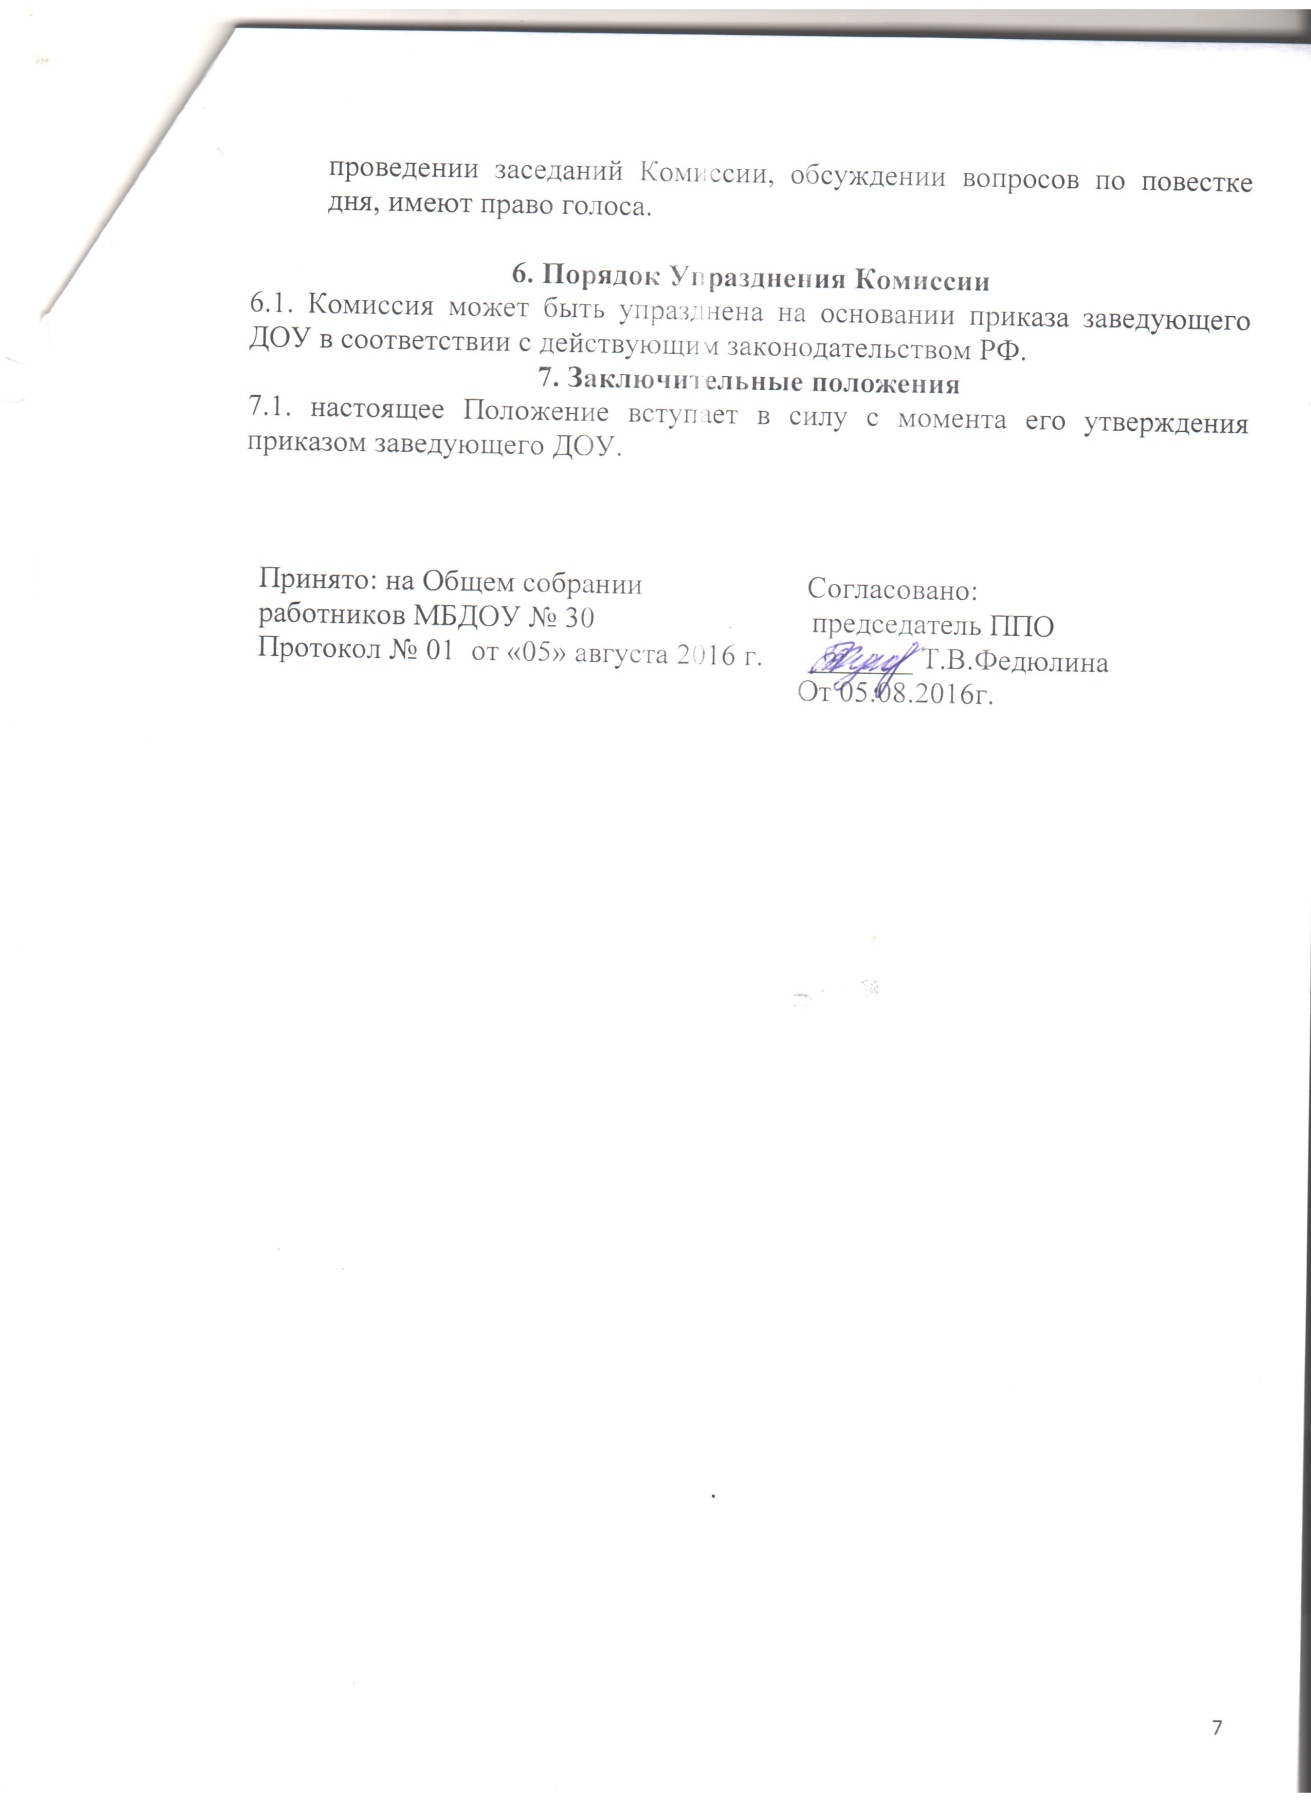 проведении заседаний Комиссии, обсуждении вопросов по повестке
дня, имеют право голоса.
6. Порядок Упразднения Комиссии
6.1. Комиссия может быть упразднена на основании приказа заведующего
ДОУ в соответствии с действующим законодательством РФ.
7. Заключительные положения
7.1. настоящее Положение вступает в силу с момента его утверждения
приказом заведующего ДОУ.
Принято: на Общем собрании
работников МБДОУ № 30
Протокол № 01 от «05» августа 2016 г.
Согласовано:
председатель ППО
Т.В.Федюлина
От 05.08.2016г.
7